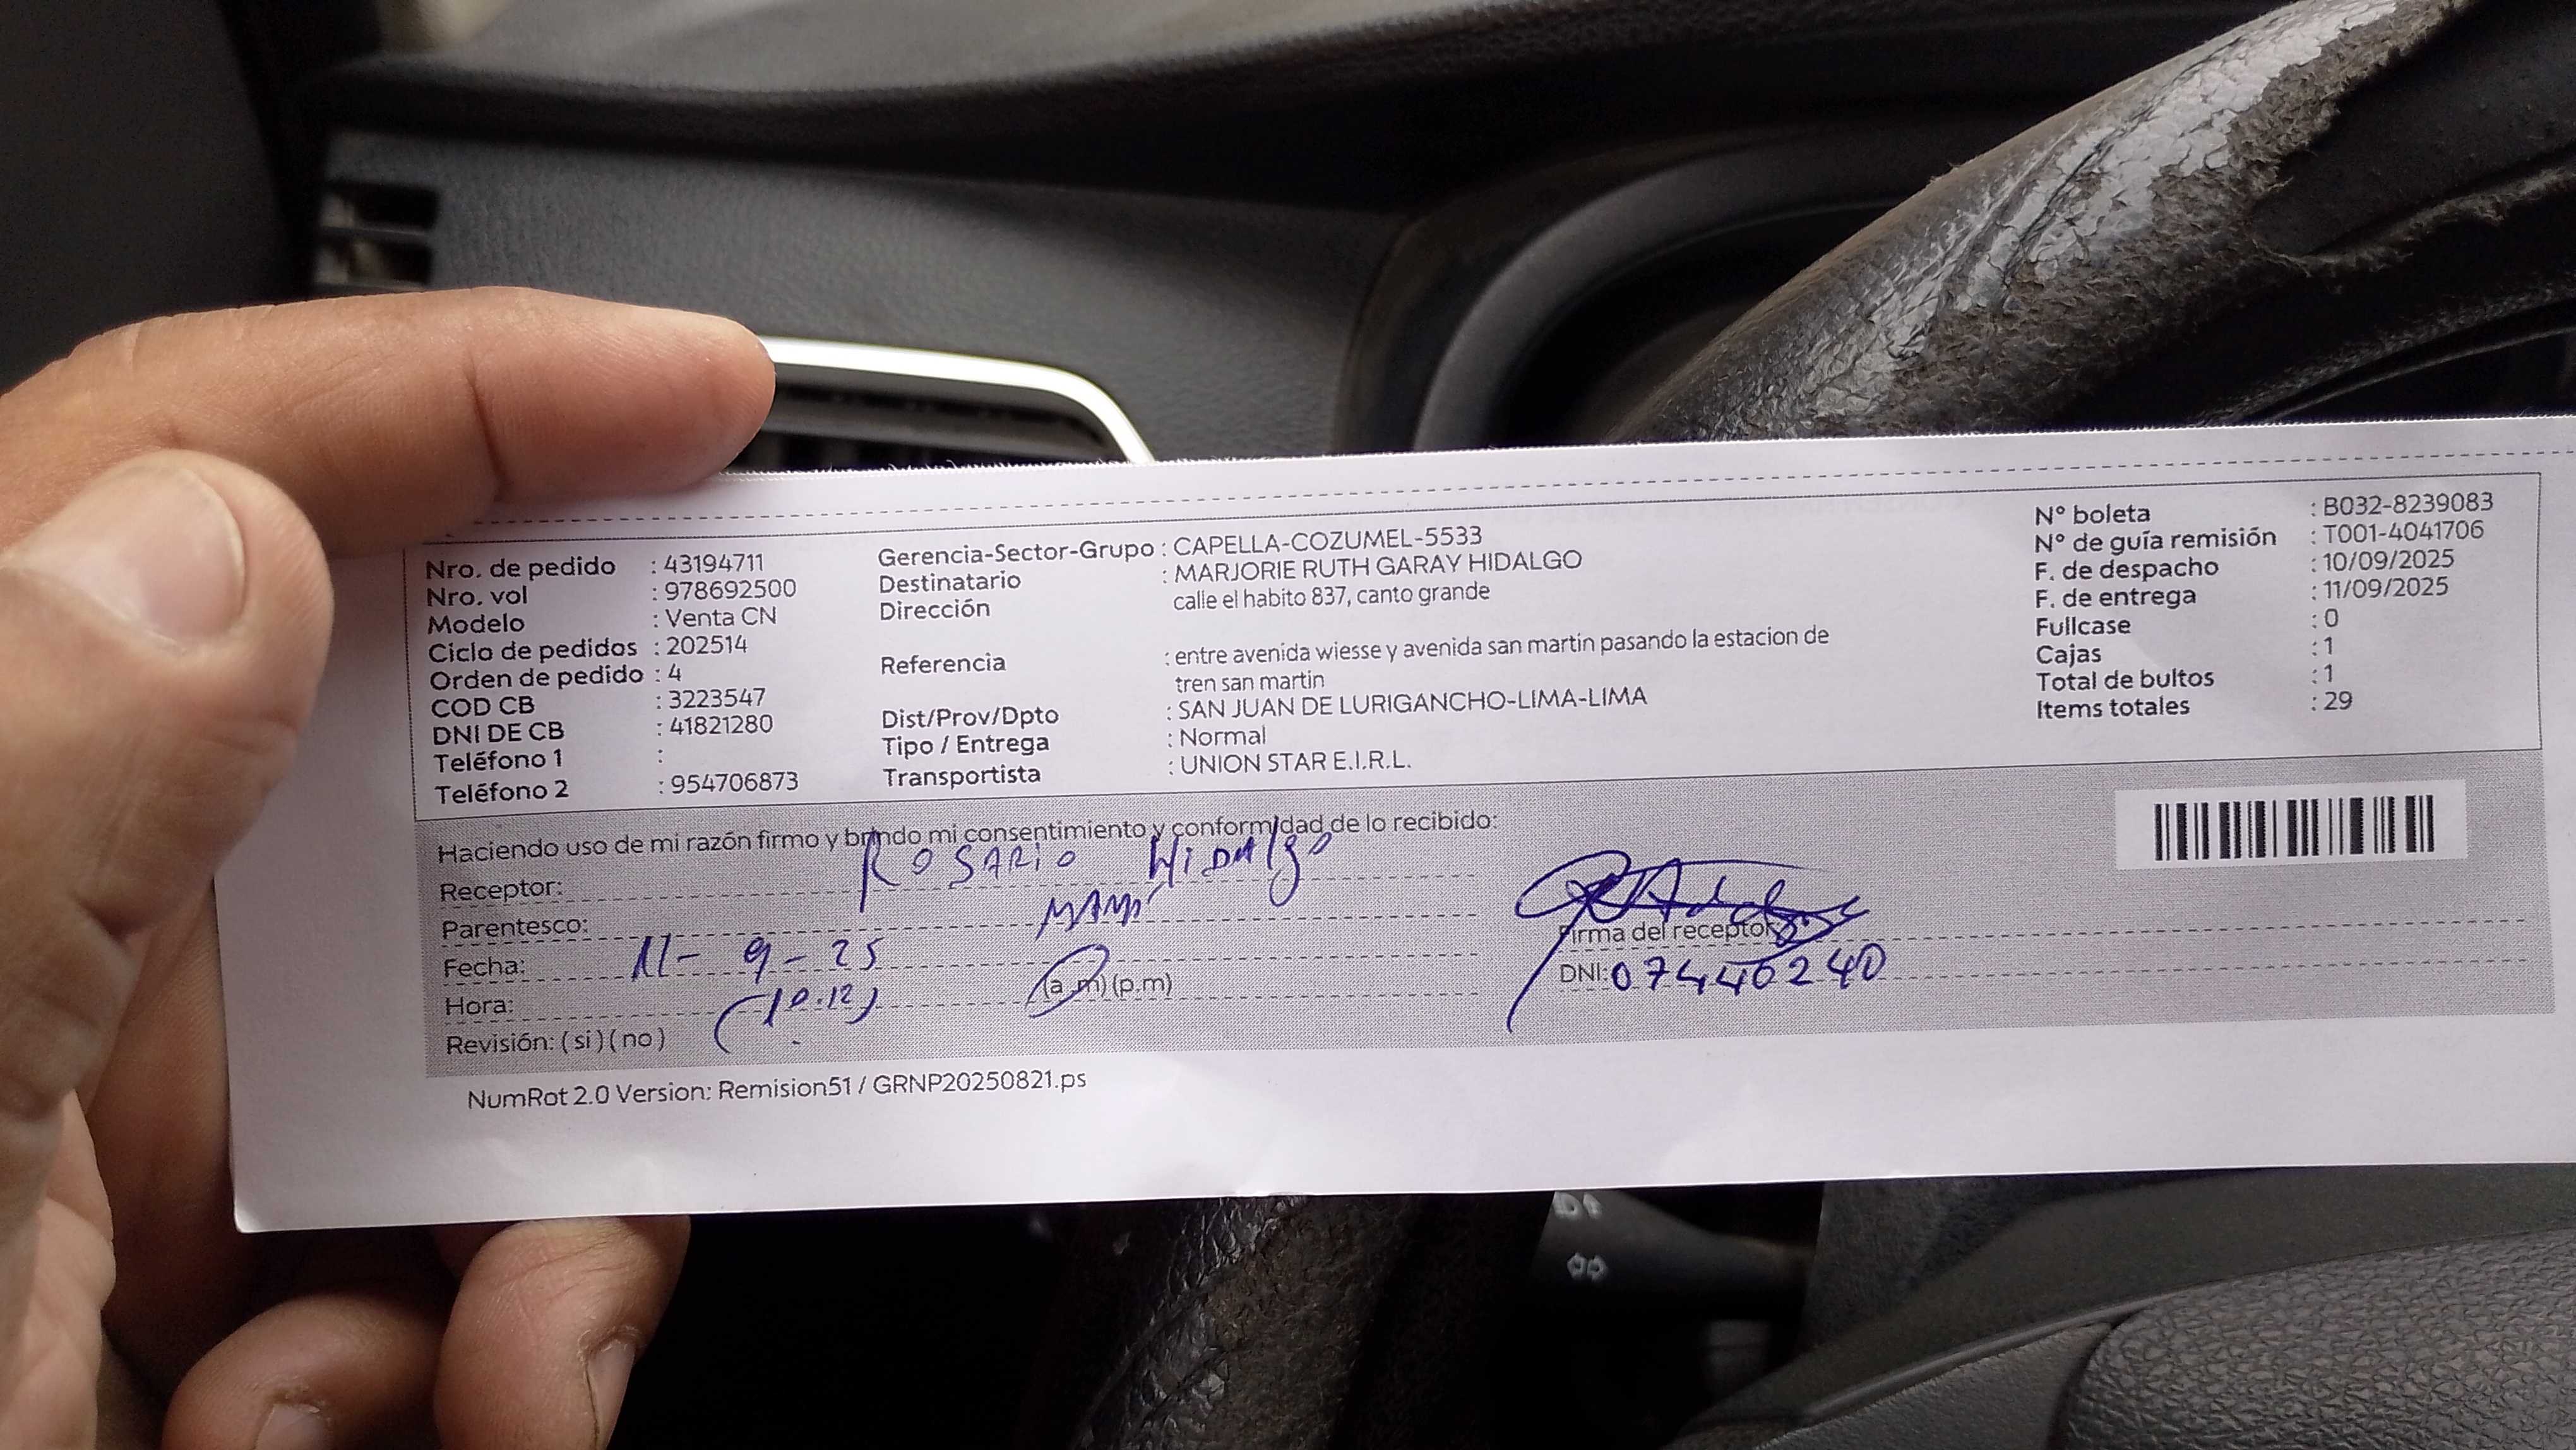 Nro. de pedido : 43194711
Nro. vol : 978692500
Modelo : Venta CN
Ciclo de pedidos : 202514
Orden de pedido : 4
COD CB : 3223547
DNI DE CB : 41821280
Teléfono 1 :
Teléfono 2 : 954706873
Gerencia-Sector-Grupo : CAPELLA-COZUMEL-5533
Destinatario : MARJORIE RUTH GARAY HIDALGO
Dirección calle el habito 837, canto grande
Referencia : entre avenida wiesse y avenida san martin pasando la estacion de
tren san martin
Dist/Prov/Dpto : SAN JUAN DE LURIGANCHO-LIMA-LIMA
Tipo / Entrega : Normal
Transportista : UNION STAR E.I.R.L.
N° boleta : B032-8239083
N° de guía remisión : T001-4041706
F. de despacho : 10/09/2025
F. de entrega : 11/09/2025
Fullcase : 0
Cajas : 1
Total de bultos : 1
Items totales : 29
Haciendo uso de mi razón firmo y brindo mi consentimiento y conformidad de lo recibido:
Receptor: ROSARIO HIDALGO
Parentesco: MAMÁ
Fecha: 11-9-25
Hora: (10.12) (a.m)(p.m)
Revisión: (si)(no)
Firma del receptor
DNI: 07440240
NumRot 2.0 Version: Remision51 / GRNP20250821.ps